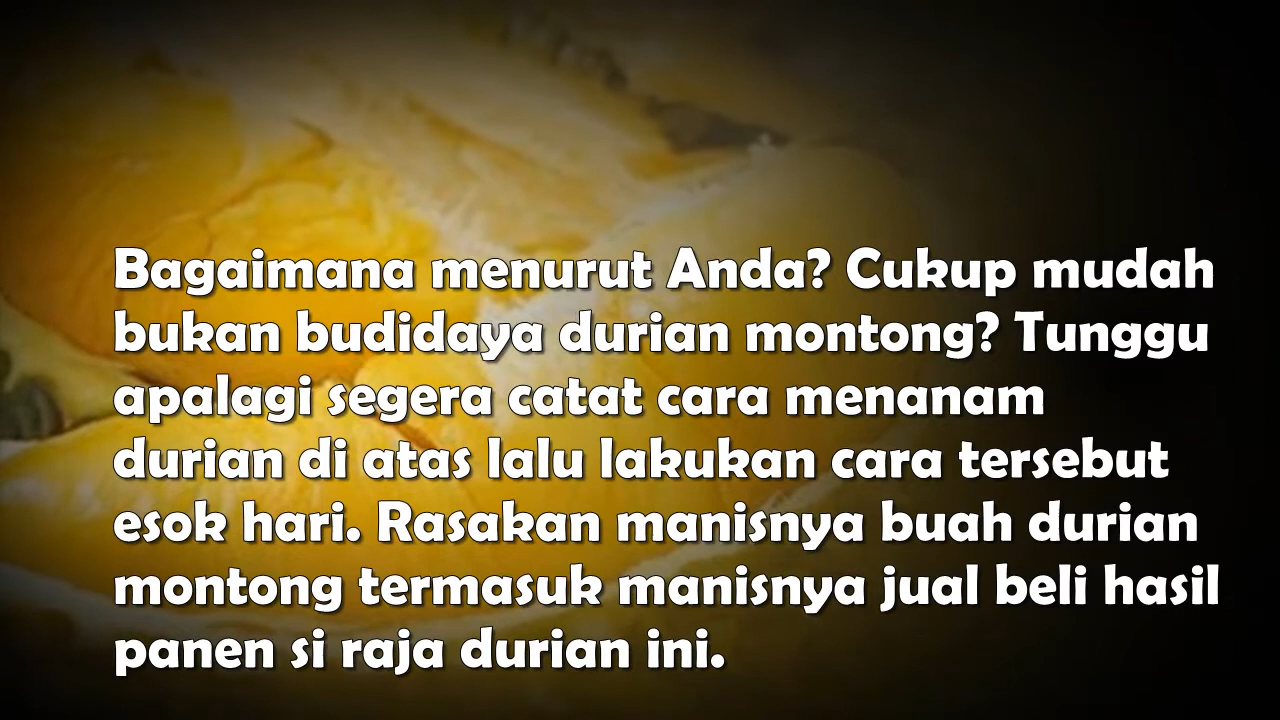 Bagaimana menurut Anda? Cukup mudah
bukan budidaya durian montong? Tunggu
apalagi segera catat cara menanam
durian di atas lalu lakukan cara tersebut
esok hari. Rasakan manisnya buah durian
montong termasuk manisnya jual beli hasil
panen si raja durian ini.